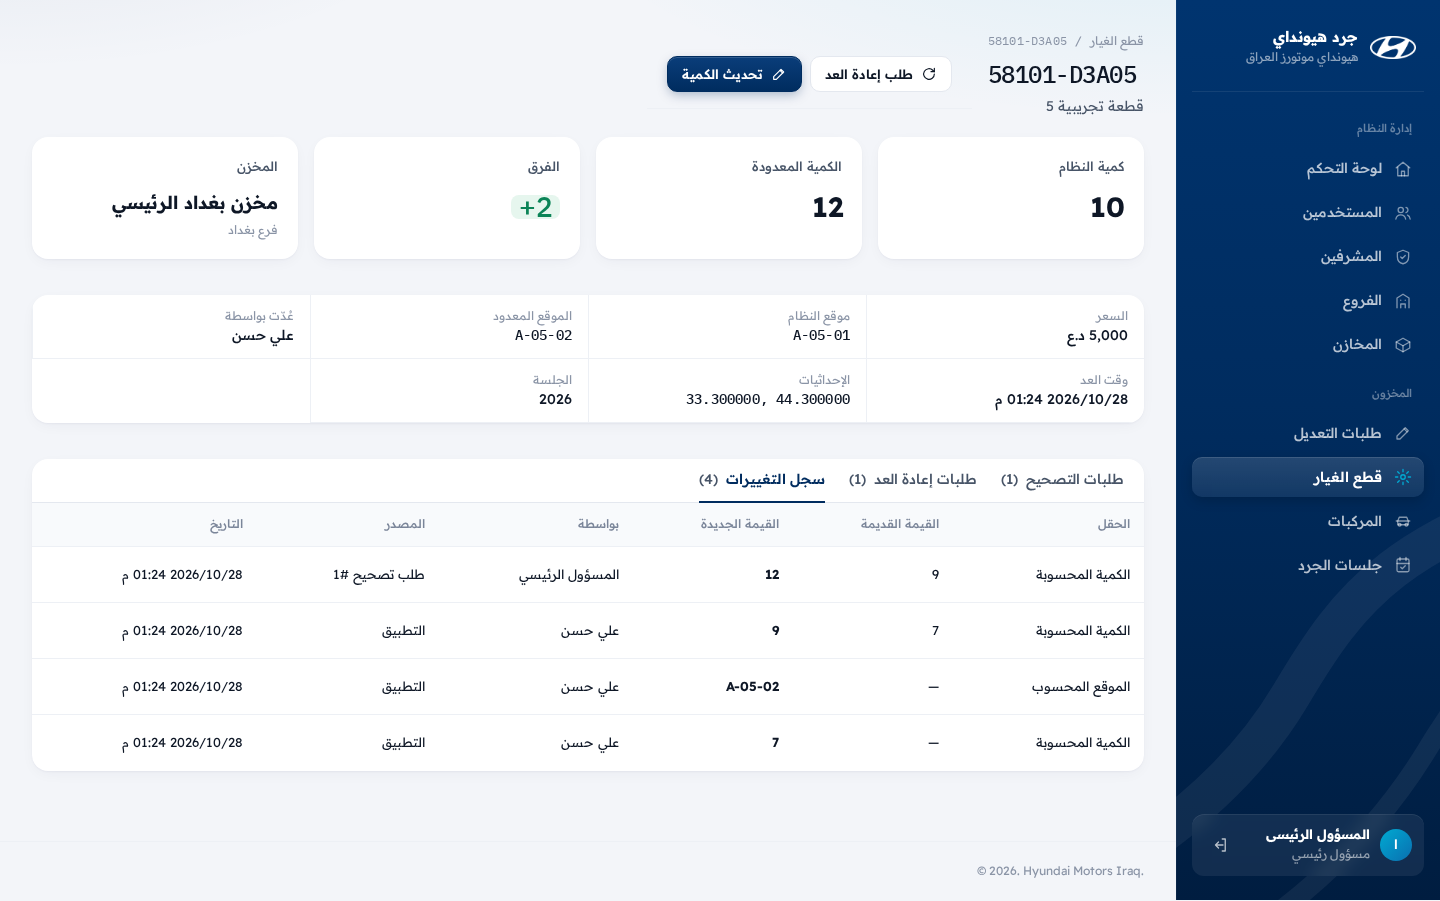 جرد هيونداي
هيونداي موتورز العراق
إدارة النظام
لوحة التحكم
المستخدمين
المشرفين
الفروع
المخازن
المخزون
طلبات التعديل
قطع الغيار
المركبات
جلسات الجرد
ا
المسؤول الرئيسي
مسؤول رئيسي
قطع الغيار / 58101-D3A05
58101-D3A05
قطعة تجريبية 5
طلب إعادة العد
تحديث الكمية
كمية النظام
10
الكمية المعدودة
12
الفرق
+2
المخزن
مخزن بغداد الرئيسي
فرع بغداد
السعر
5,000 د.ع
موقع النظام
A-05-01
الموقع المعدود
A-05-02
عُدّت بواسطة
علي حسن
وقت العد
2026/10/28 01:24 م
الإحداثيات
33.300000, 44.300000
الجلسة
2026
طلبات التصحيح (1) طلبات إعادة العد (1) سجل التغييرات (4)
الحقل القيمة القديمة القيمة الجديدة بواسطة المصدر التاريخ
الكمية المحسوبة 9 12 المسؤول الرئيسي طلب تصحيح #1 2026/10/28 01:24 م
الكمية المحسوبة 7 9 علي حسن التطبيق 2026/10/28 01:24 م
الموقع المحسوب — A-05-02 علي حسن التطبيق 2026/10/28 01:24 م
الكمية المحسوبة — 7 علي حسن التطبيق 2026/10/28 01:24 م
© 2026. Hyundai Motors Iraq.